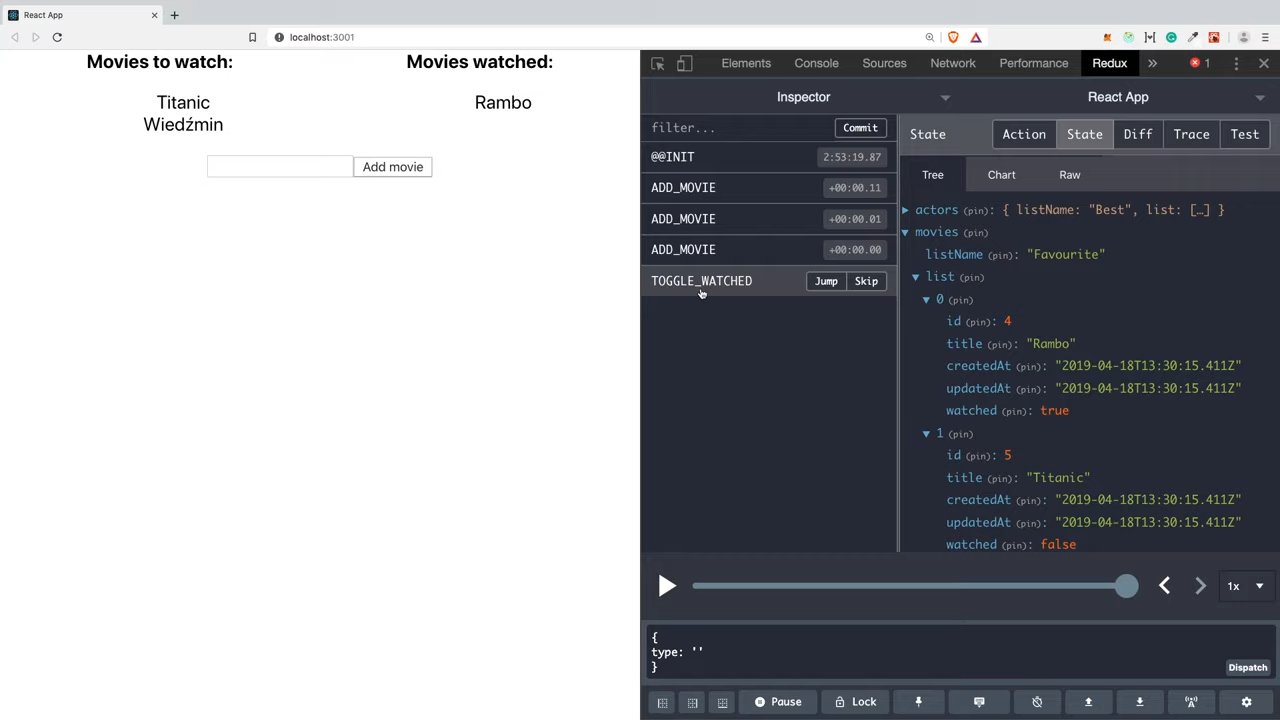 React App
localhost:3001
Movies to watch:
Titanic
Wiedźmin
Movies watched:
Rambo
Add movie
Elements Console Sources Network Performance Redux » 1
Inspector
React App
filter... Commit
@@INIT 2:53:19.87
ADD_MOVIE +00:00.11
ADD_MOVIE +00:00.01
ADD_MOVIE +00:00.00
TOGGLE_WATCHED Jump Skip
State Action State Diff Trace Test
Tree Chart Raw
actors (pin): { listName: "Best", list: […] }
movies (pin)
listName (pin): "Favourite"
list (pin)
0 (pin)
id (pin): 4
title (pin): "Rambo"
createdAt (pin): "2019-04-18T13:30:15.411Z"
updatedAt (pin): "2019-04-18T13:30:15.411Z"
watched (pin): true
1 (pin)
id (pin): 5
title (pin): "Titanic"
createdAt (pin): "2019-04-18T13:30:15.411Z"
updatedAt (pin): "2019-04-18T13:30:15.411Z"
watched (pin): false
1x
{
type: ''
}
Dispatch
Pause Lock